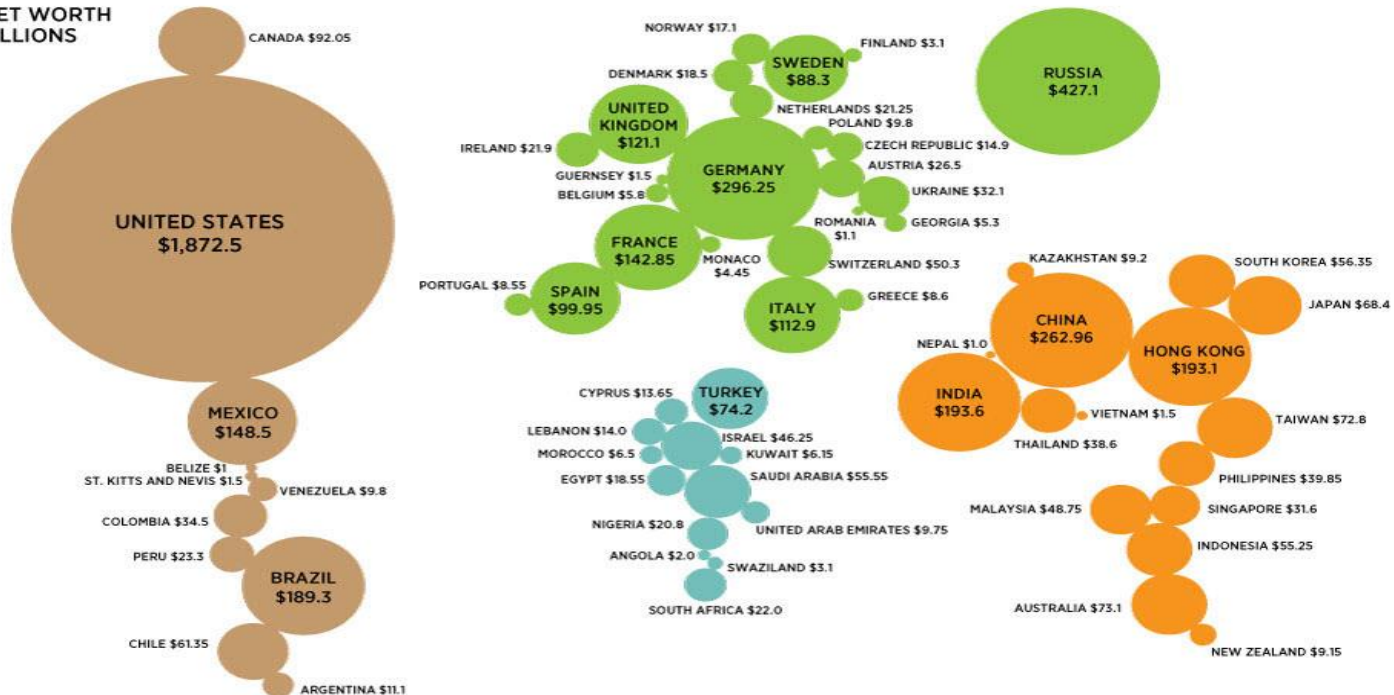 ET WORTH
LLIONS
CANADA $92.05
UNITED STATES
$1,872.5
MEXICO
$148.5
BELIZE $1
ST. KITTS AND NEVIS $1.5
VENEZUELA $9.8
COLOMBIA $34.5
PERU $23.3
BRAZIL
$189.3
CHILE $61.35
ARGENTINA $11.1
NORWAY $17.1
FINLAND $3.1
SWEDEN
$88.3
DENMARK $18.5
NETHERLANDS $21.25
UNITED
KINGDOM
$121.1
POLAND $9.8
CZECH REPUBLIC $14.9
IRELAND $21.9
GERMANY
$296.25
AUSTRIA $26.5
GUERNSEY $1.5
BELGIUM $5.8
UKRAINE $32.1
ROMANIA
$1.1
GEORGIA $5.3
FRANCE
$142.85
MONACO
$4.45
SWITZERLAND $50.3
PORTUGAL $8.55
SPAIN
$99.95
ITALY
$112.9
GREECE $8.6
RUSSIA
$427.1
CYPRUS $13.65
TURKEY
$74.2
LEBANON $14.0
ISRAEL $46.25
MOROCCO $6.5
KUWAIT $6.15
EGYPT $18.55
SAUDI ARABIA $55.55
NIGERIA $20.8
UNITED ARAB EMIRATES $9.75
ANGOLA $2.0
SWAZILAND $3.1
SOUTH AFRICA $22.0
KAZAKHSTAN $9.2
SOUTH KOREA $56.35
JAPAN $68.4
CHINA
$262.96
NEPAL $1.0
HONG KONG
$193.1
INDIA
$193.6
VIETNAM $1.5
THAILAND $38.6
TAIWAN $72.8
PHILIPPINES $39.85
MALAYSIA $48.75
SINGAPORE $31.6
INDONESIA $55.25
AUSTRALIA $73.1
NEW ZEALAND $9.15